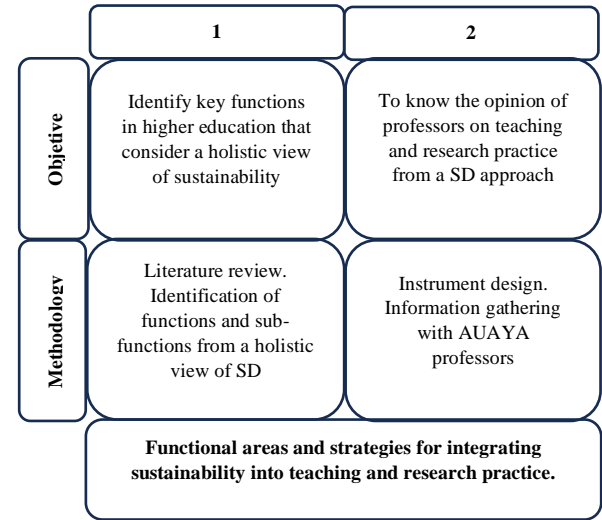 1
2
Objetive
Identify key functions
in higher education that
consider a holistic view
of sustainability
To know the opinion of
professors on teaching
and research practice
from a SD approach
Methodology
Literature review.
Identification of
functions and sub-
functions from a holistic
view of SD
Instrument design.
Information gathering
with AUAYA
professors
Functional areas and strategies for integrating
sustainability into teaching and research practice.